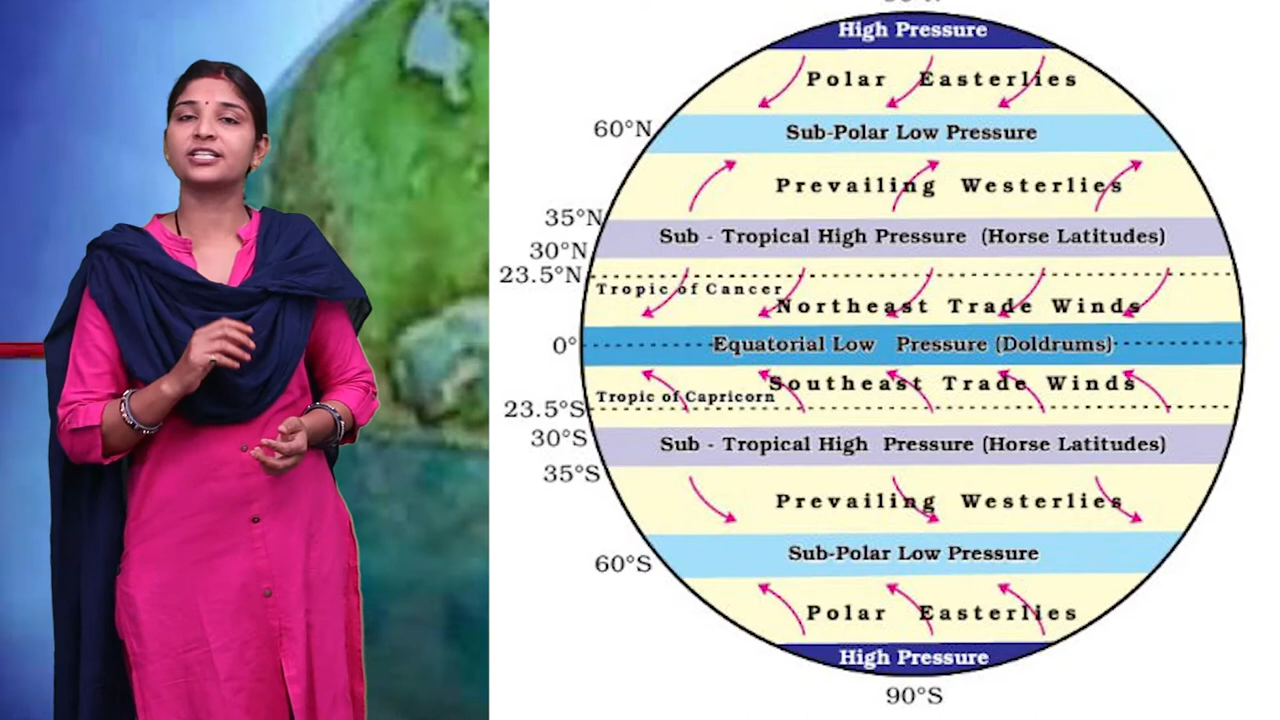 High Pressure
Polar Easterlies
60°N
Sub-Polar Low Pressure
Prevailing Westerlies
35°N
Sub - Tropical High Pressure (Horse Latitudes)
30°N
23.5°N
Tropic of Cancer
Northeast Trade Winds
0°
Equatorial Low Pressure (Doldrums)
Southeast Trade Winds
Tropic of Capricorn
23.5°S
30°S
Sub - Tropical High Pressure (Horse Latitudes)
35°S
Prevailing Westerlies
Sub-Polar Low Pressure
60°S
Polar Easterlies
High Pressure
90°S